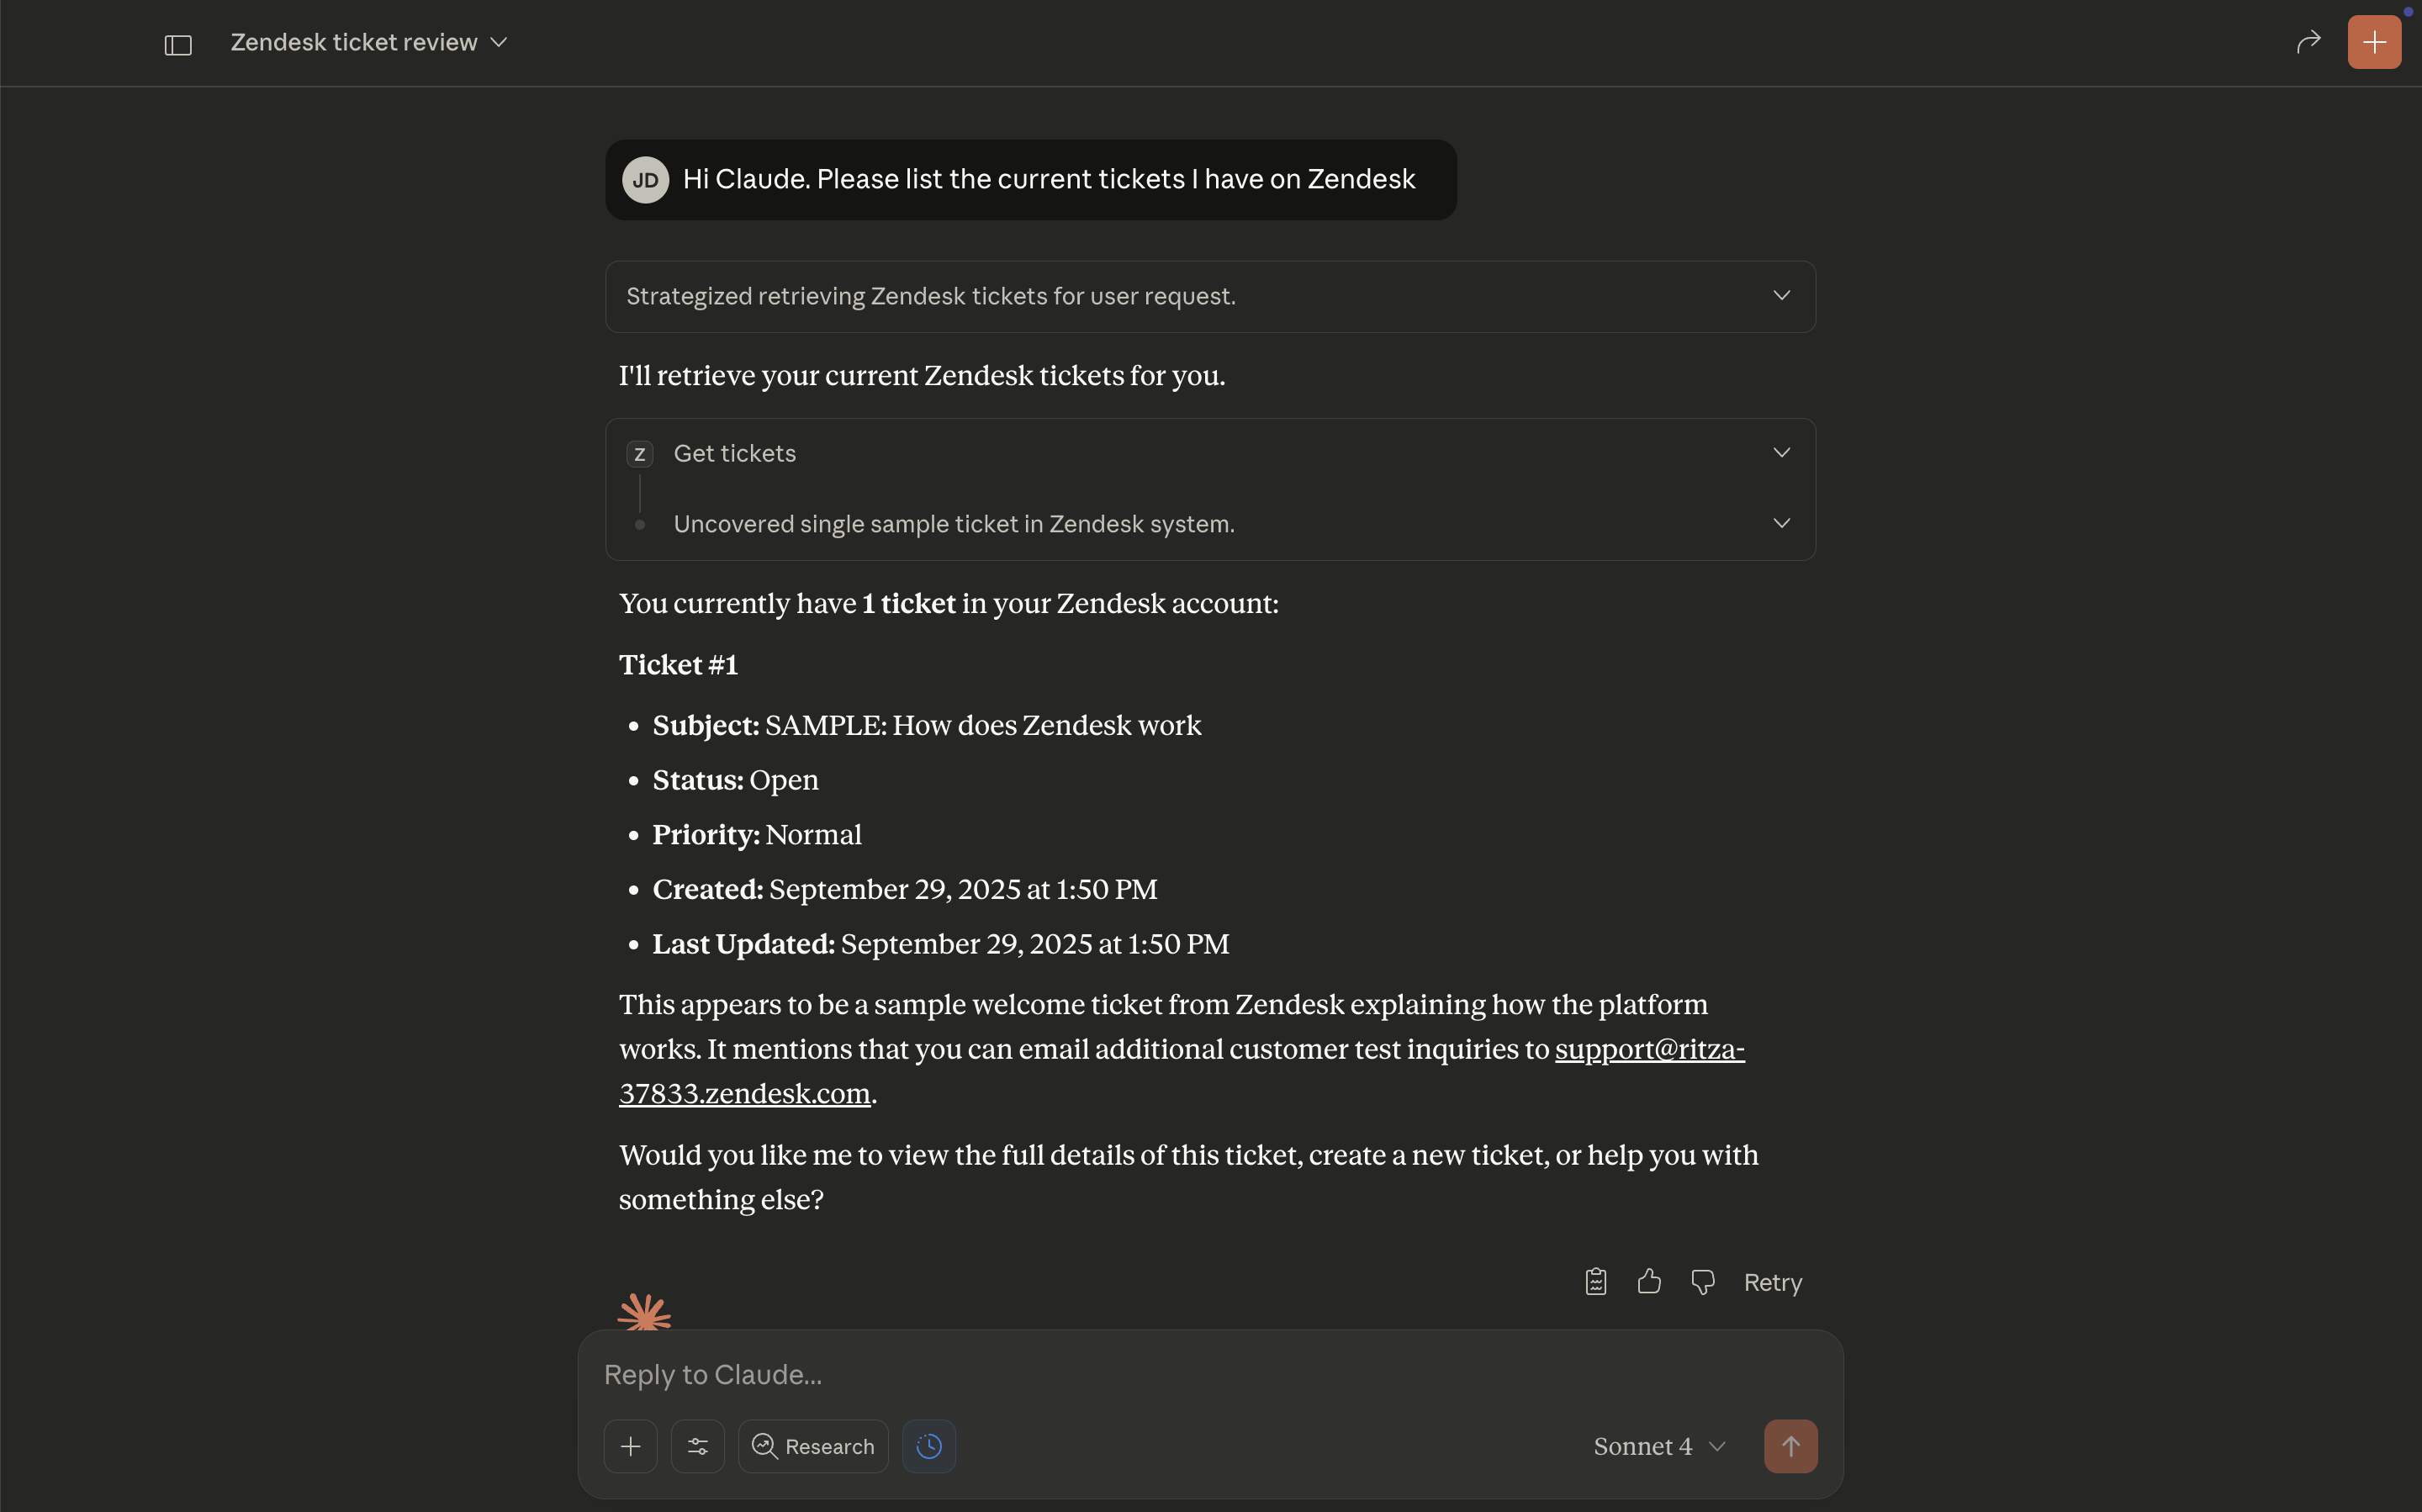 Zendesk ticket review
JD Hi Claude. Please list the current tickets I have on Zendesk
Strategized retrieving Zendesk tickets for user request.
I'll retrieve your current Zendesk tickets for you.
Z Get tickets
Uncovered single sample ticket in Zendesk system.
You currently have 1 ticket in your Zendesk account:
Ticket #1
• Subject: SAMPLE: How does Zendesk work
• Status: Open
• Priority: Normal
• Created: September 29, 2025 at 1:50 PM
• Last Updated: September 29, 2025 at 1:50 PM
This appears to be a sample welcome ticket from Zendesk explaining how the platform
works. It mentions that you can email additional customer test inquiries to support@ritza-
37833.zendesk.com.
Would you like me to view the full details of this ticket, create a new ticket, or help you with
something else?
Retry
Reply to Claude...
Research
Sonnet 4